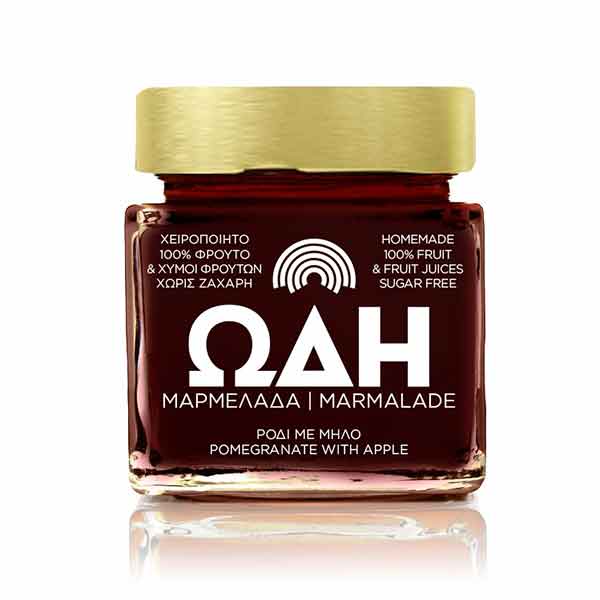 ΧΕΙΡΟΠΟΙΗΤΟ
100% ΦΡΟΥΤΟ
& ΧΥΜΟΙ ΦΡΟΥΤΩΝ
ΧΩΡΙΣ ΖΑΧΑΡΗ
HOMEMADE
100% FRUIT
& FRUIT JUICES
SUGAR FREE
ΩΔΗ
ΜΑΡΜΕΛΑΔΑ | MARMALADE
ΡΟΔΙ ΜΕ ΜΗΛΟ
POMEGRANATE WITH APPLE